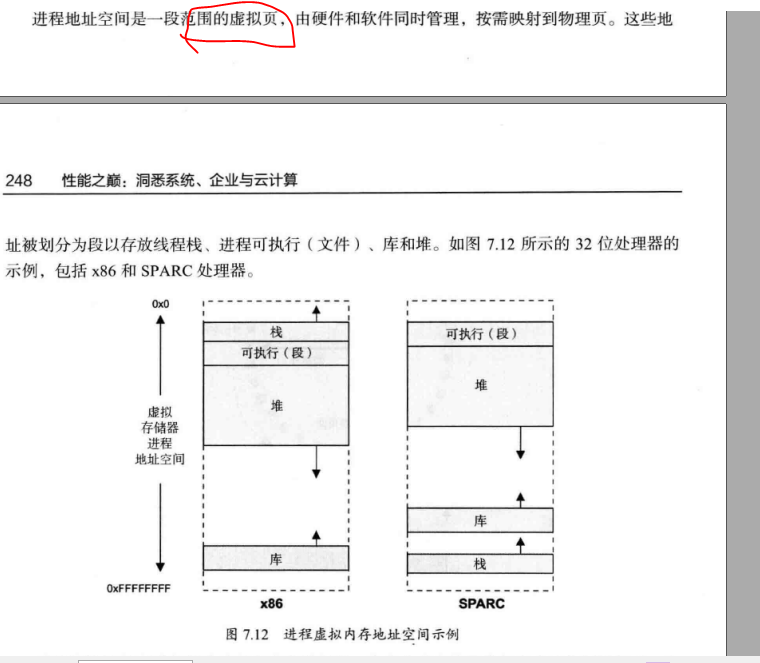 进程地址空间是一段范围的虚拟页，由硬件和软件同时管理，按需映射到物理页。这些地
248 性能之巅：洞悉系统、企业与云计算
址被划分为段以存放线程栈、进程可执行（文件）、库和堆。如图 7.12 所示的 32 位处理器的
示例，包括 x86 和 SPARC 处理器。
0x0
虚拟
存储器
进程
地址空间
0xFFFFFFFF
栈
可执行（段）
堆
库
x86
可执行（段）
堆
库
栈
SPARC
图 7.12 进程虚拟内存地址空间示例